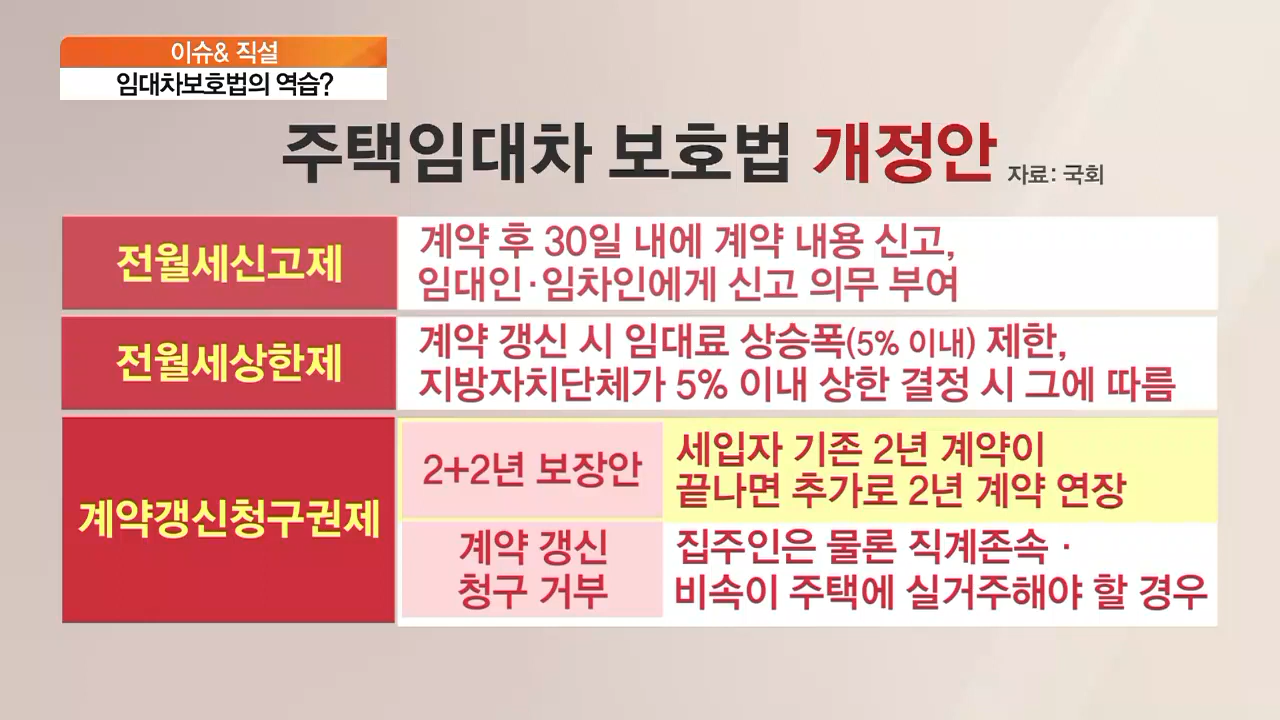 이슈& 직설
임대차보호법의 역습?
주택임대차 보호법 개정안 자료: 국회
전월세신고제
계약 후 30일 내에 계약 내용 신고,
임대인·임차인에게 신고 의무 부여
전월세상한제
계약 갱신 시 임대료 상승폭(5% 이내) 제한,
지방자치단체가 5% 이내 상한 결정 시 그에 따름
계약갱신청구권제
2+2년 보장안
세입자 기존 2년 계약이
끝나면 추가로 2년 계약 연장
계약 갱신
청구 거부
집주인은 물론 직계존속·
비속이 주택에 실거주해야 할 경우